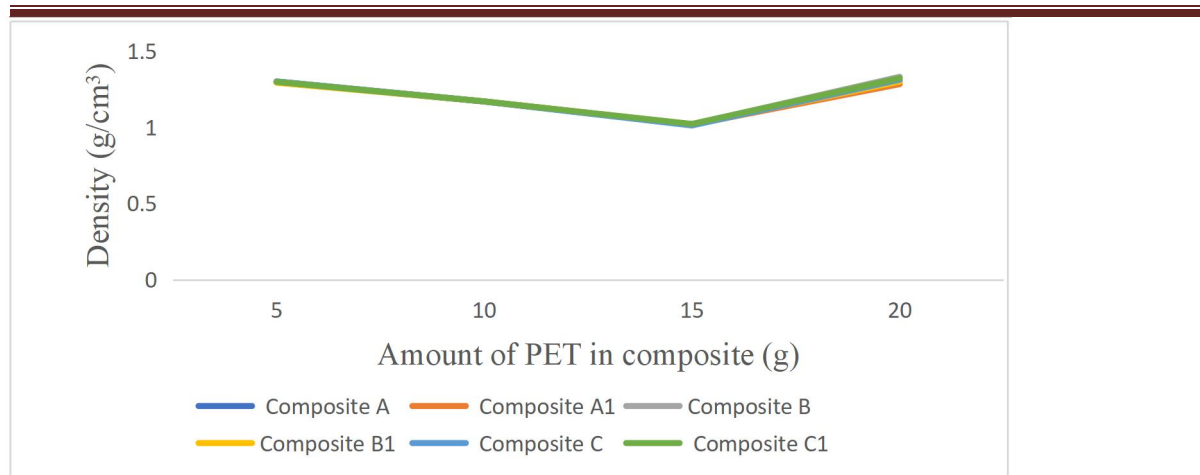 1.5
1
0.5
0
Density (g/cm³)
5 10 15 20
Amount of PET in composite (g)
Composite A Composite A1 Composite B
Composite B1 Composite C Composite C1